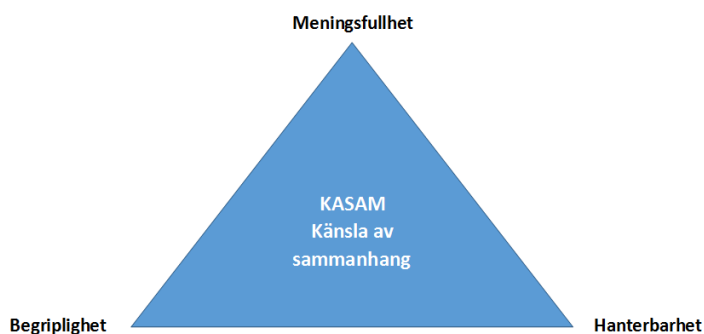 Meningsfullhet
KASAM
Känsla av
sammanhang
Begriplighet
Hanterbarhet